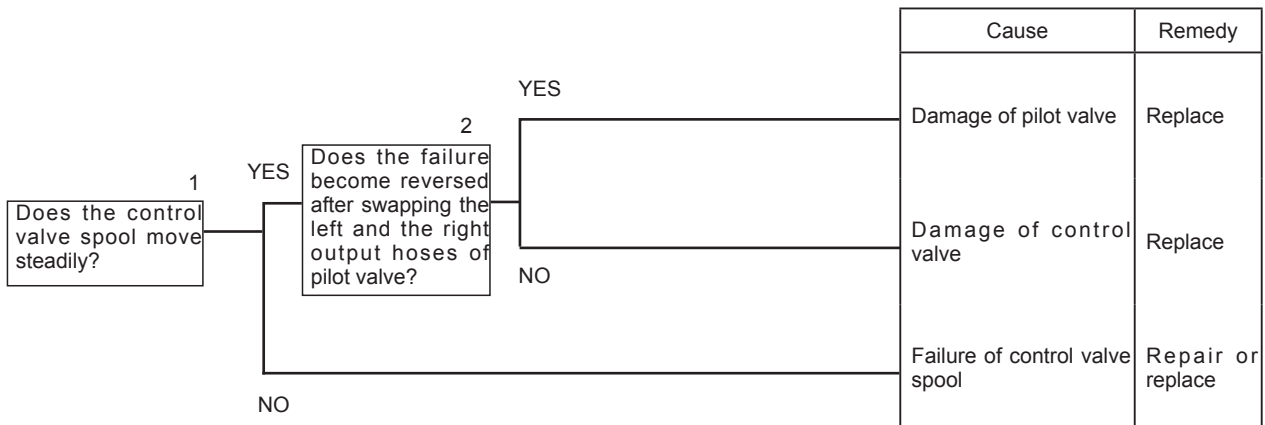 Cause
Remedy
YES
2
Damage of pilot valve
Replace
YES
Does the failure
become reversed
after swapping the
left and the right
output hoses of
pilot valve?
1
Does the control
valve spool move
steadily?
Damage of control
valve
Replace
NO
Failure of control valve
spool
Repair or
replace
NO